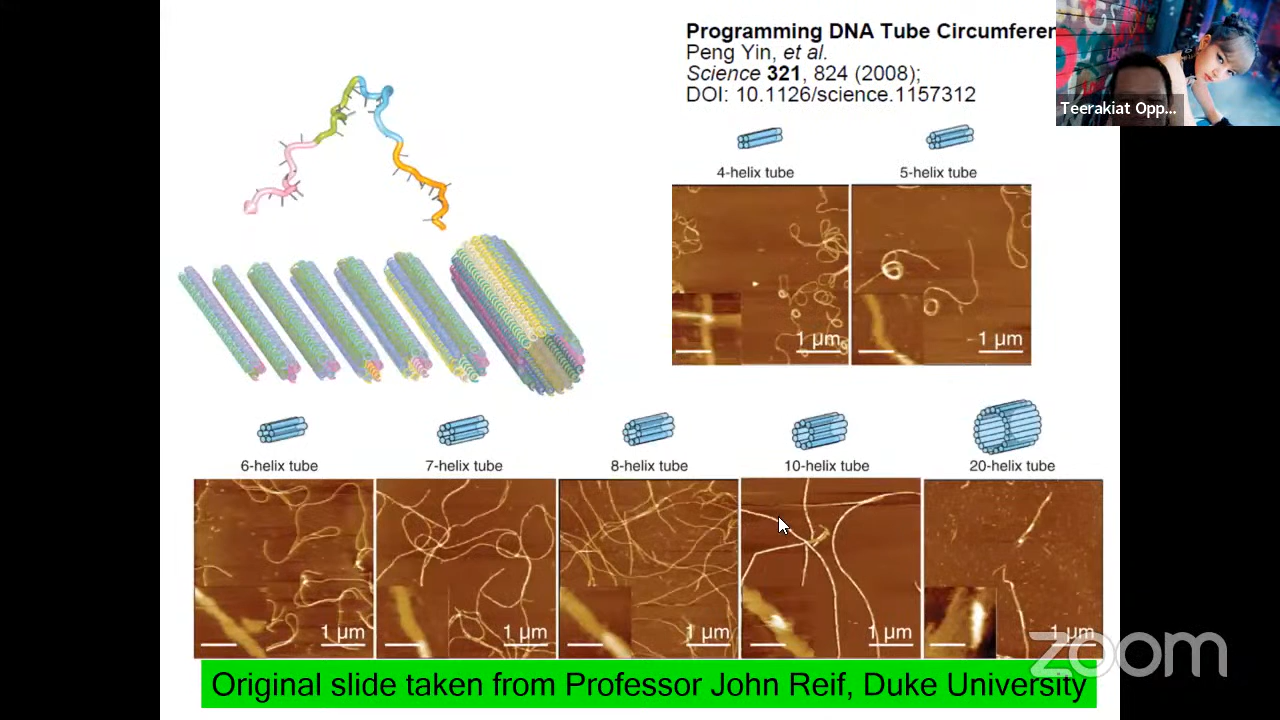 Programming DNA Tube Circumferen
Peng Yin, et al.
Science 321, 824 (2008);
DOI: 10.1126/science.1157312
Teerakiat Opp...
4-helix tube
5-helix tube
1 µm
1 µm
6-helix tube
7-helix tube
8-helix tube
10-helix tube
20-helix tube
1 µm
1 µm
1 µm
1 µm
1 µm
zoom
Original slide taken from Professor John Reif, Duke University